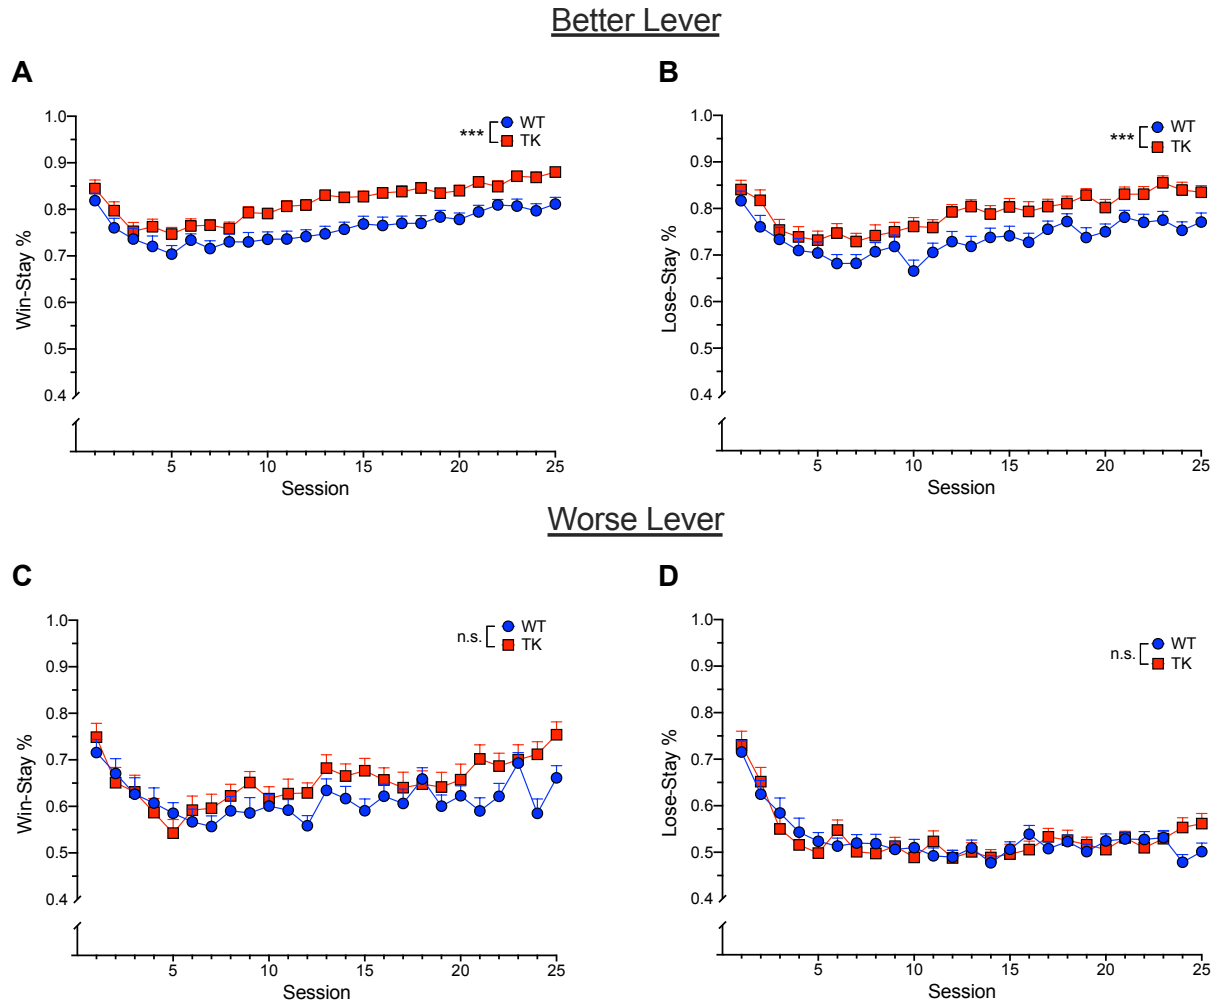 Better Lever
A
B
1.0
0.9
0.8
0.7
0.6
0.5
0.4
Win-Stay %
*** WT
TK
5 10 15 20 25
Session
1.0
0.9
0.8
0.7
0.6
0.5
0.4
Lose-Stay %
*** WT
TK
5 10 15 20 25
Session
Worse Lever
C
D
1.0
0.9
0.8
0.7
0.6
0.5
0.4
Win-Stay %
n.s. WT
TK
5 10 15 20 25
Session
1.0
0.9
0.8
0.7
0.6
0.5
0.4
Lose-Stay %
n.s. WT
TK
5 10 15 20 25
Session